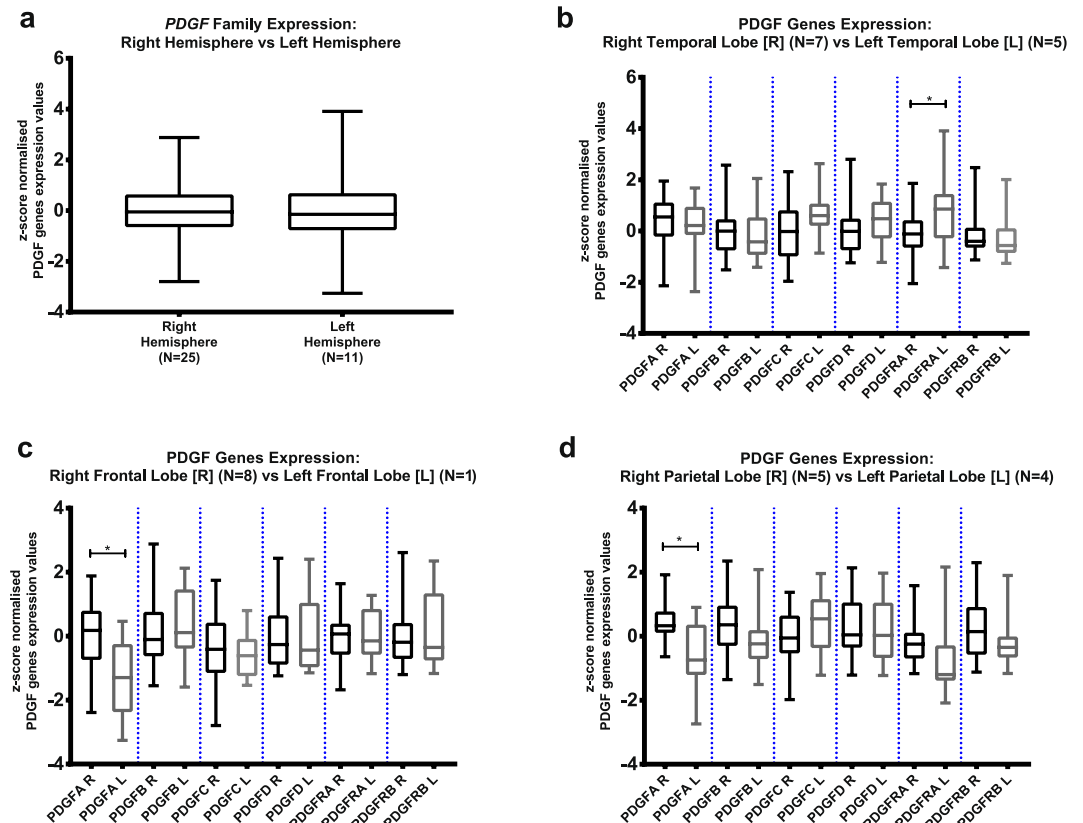 a
PDGF Family Expression:
Right Hemisphere vs Left Hemisphere
z-score normalised
PDGF genes expression values
6
4
2
0
-2
-4
Right
Hemisphere
(N=25)
Left
Hemisphere
(N=11)
b
PDGF Genes Expression:
Right Temporal Lobe [R] (N=7) vs Left Temporal Lobe [L] (N=5)
z-score normalised
PDGF genes expression values
6
4
2
0
-2
-4
*
PDGFA R
PDGFA L
PDGFB R
PDGFB L
PDGFC R
PDGFC L
PDGFD R
PDGFD L
PDGFRA R
PDGFRA L
PDGFRB R
PDGFRB L
c
PDGF Genes Expression:
Right Frontal Lobe [R] (N=8) vs Left Frontal Lobe [L] (N=1)
z-score normalised
PDGF genes expression values
4
2
0
-2
-4
*
PDGFA R
PDGFA L
PDGFB R
PDGFB L
PDGFC R
PDGFC L
PDGFD R
PDGFD L
PDGFRA R
PDGFRA L
PDGFRB R
PDGFRB L
d
PDGF Genes Expression:
Right Parietal Lobe [R] (N=5) vs Left Parietal Lobe [L] (N=4)
z-score normalised
PDGF genes expression values
4
2
0
-2
-4
*
PDGFA R
PDGFA L
PDGFB R
PDGFB L
PDGFC R
PDGFC L
PDGFD R
PDGFD L
PDGFRA R
PDGFRA L
PDGFRB R
PDGFRB L